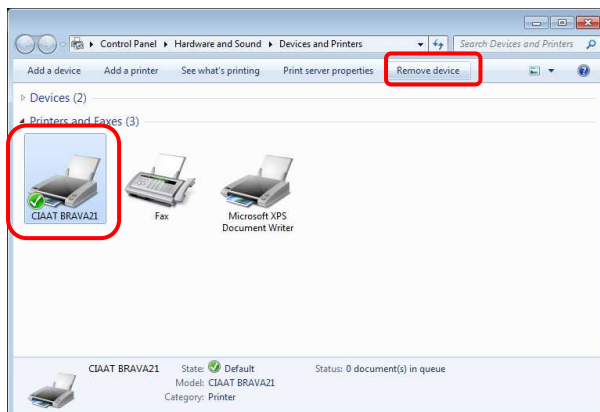 Control Panel Hardware and Sound Devices and Printers Search Devices and Printers
Add a device Add a printer See what's printing Print server properties Remove device
Devices (2)
Printers and Faxes (3)
CIAAT BRAVA21 Fax Microsoft XPS
Document Writer
CIAAT BRAVA21 State: Default Status: 0 document(s) in queue
Model: CIAAT BRAVA21
Category: Printer